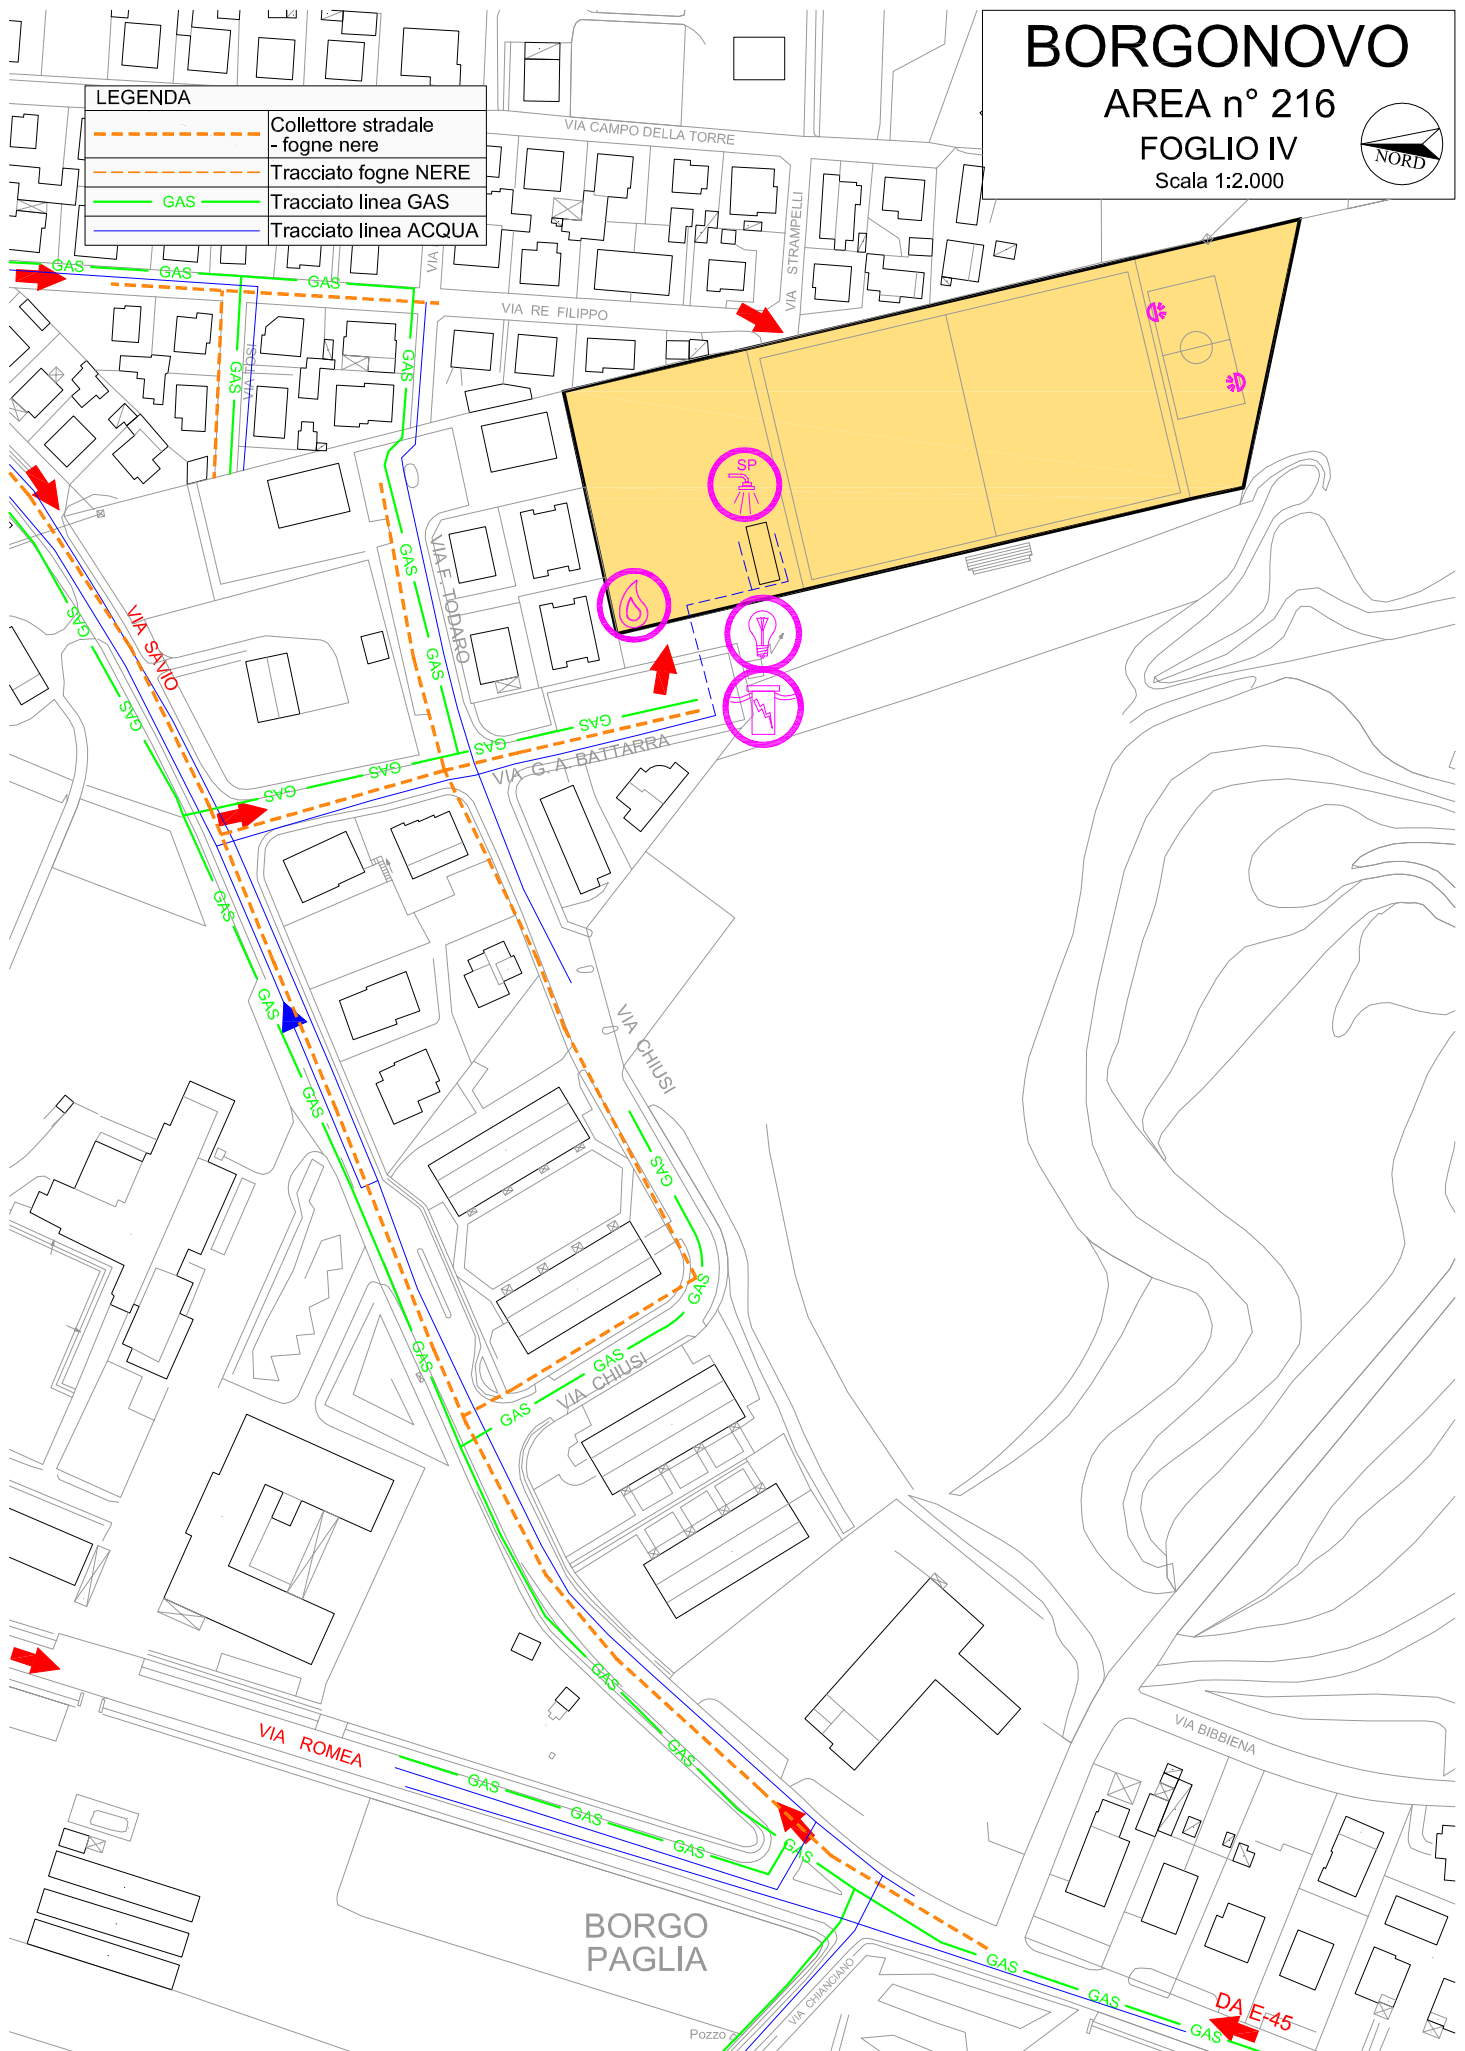 BORGONOVO
AREA n° 216
FOGLIO IV
Scala 1:2.000
NORD
LEGENDA
Collettore stradale
- fogne nere
Tracciato fogne NERE
GAS
Tracciato linea GAS
Tracciato linea ACQUA
VIA CAMPO DELLA TORRE
VIA STRAMPELLI
VIA
VIA RE FILIPPO
GAS
GAS
GAS
GAS
VIA TOSI
GAS
SP
GAS
VIA F. TODARO
GAS
GAS
VIA SAVIO
GAS
GAS
GAS
GAS
GAS
VIA G. A. BATTARRA
GAS
GAS
GAS
VIA CHIUSI
GAS
GAS
GAS
GAS
GAS
VIA CHIUSI
GAS
GAS
GAS
VIA ROMEA
GAS
GAS
GAS
GAS
VIA BIBBIENA
BORGO
PAGLIA
VIA CHIANCIANO
Pozzo
GAS
GAS
DA E-45
GAS